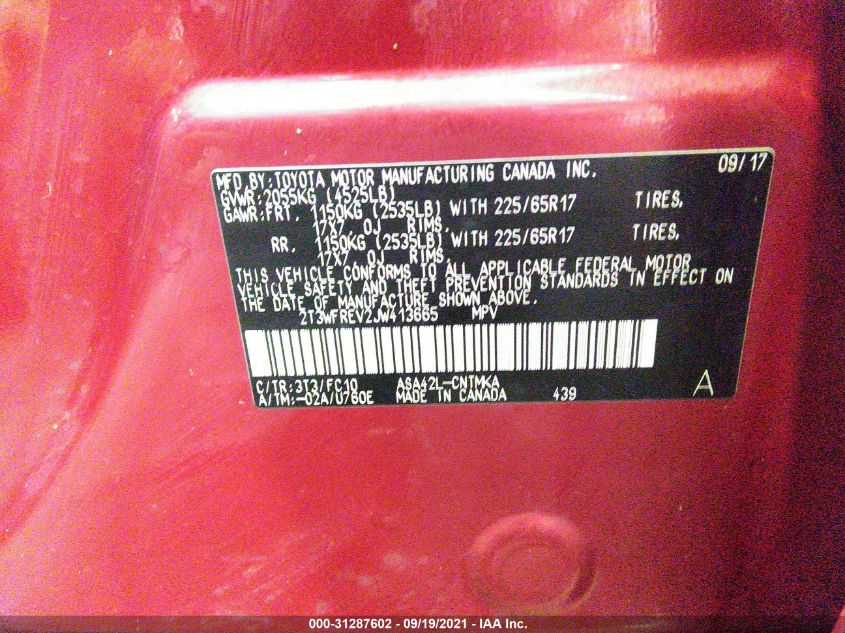 MFD.BY:TOYOTA MOTOR MANUFACTURING CANADA INC. 09/17
GVWR:2055KG (4525LB)
GAWR:FRT. 1150KG (2535LB) WITH 225/65R17 TIRES,
17X7.0J RIMS.
RR. 1150KG (2535LB) WITH 225/65R17 TIRES,
17X7.0J RIMS.
THIS VEHICLE CONFORMS TO ALL APPLICABLE FEDERAL MOTOR
VEHICLE SAFETY AND THEFT PREVENTION STANDARDS IN EFFECT ON
THE DATE OF MANUFACTURE SHOWN ABOVE.
2T3WFREV2JW413665 MPV
C/TR:3T3/FC10 ASA42L-CNTMKA
A/TM:-02A/U760E MADE IN CANADA 439 A
000-31287602 - 09/19/2021 - IAA Inc.